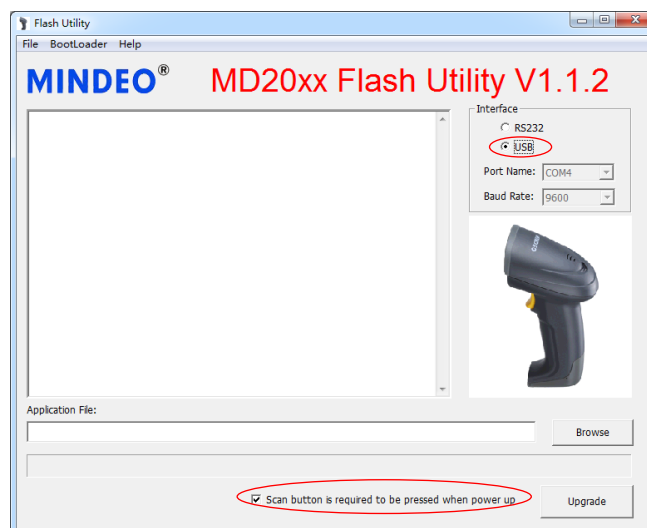 Flash Utility
File BootLoader Help
MINDEO®
MD20xx Flash Utility V1.1.2
Interface
RS232
USB
Port Name: COM4
Baud Rate: 9600
Application File:
Browse
Scan button is required to be pressed when power up
Upgrade